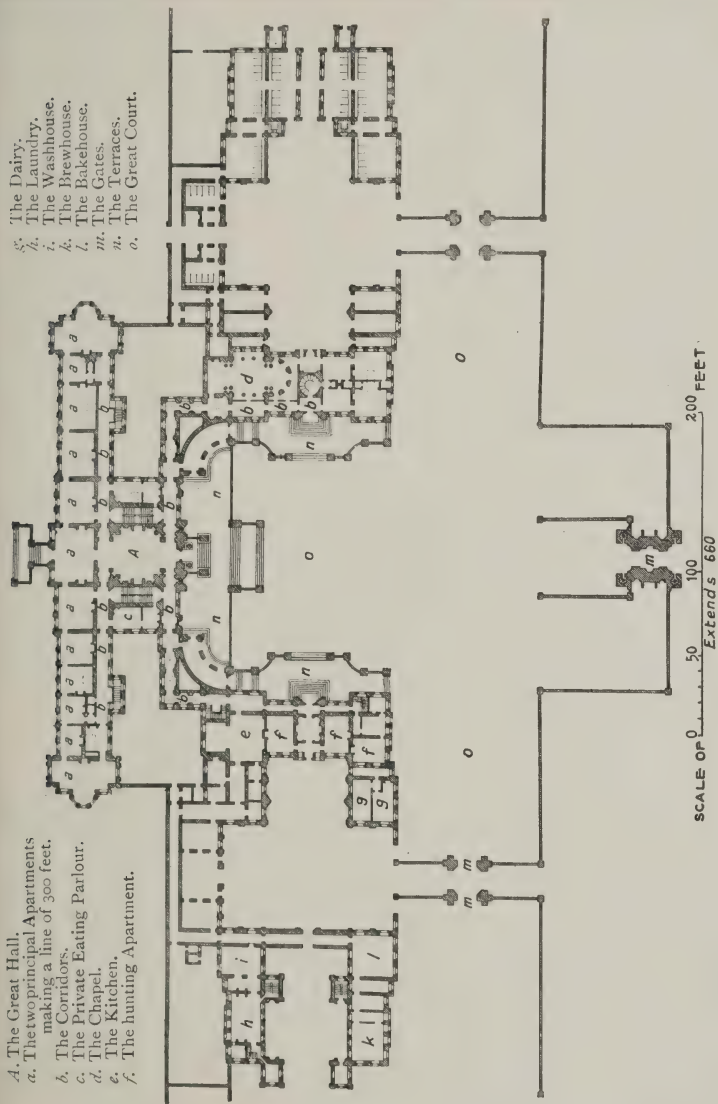 A. The Great Hall.
a. The two principal Apartments
making a line of 300 feet.
b. The Corridors.
c. The Private Eating Parlour.
d. The Chapel.
e. The Kitchen.
f. The hunting Apartment.
g. The Dairy.
h. The Laundry.
i. The Washhouse.
k. The Brewhouse.
l. The Bakehouse.
m. The Gates.
n. The Terraces.
o. The Great Court.
a a a a a a a a a a a
b b b b b b
c A
b b
b b
e d
b b b
n n
f
n n
f
f
g g
i
h
l
k
o
o o
m m
m
SCALE OF 0 50 100 200 FEET.
Extends 660